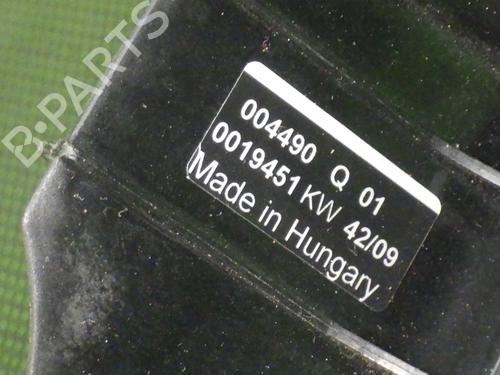 B-PARTS
004490 Q 01
0019451 KW 42/09
Made in Hungary